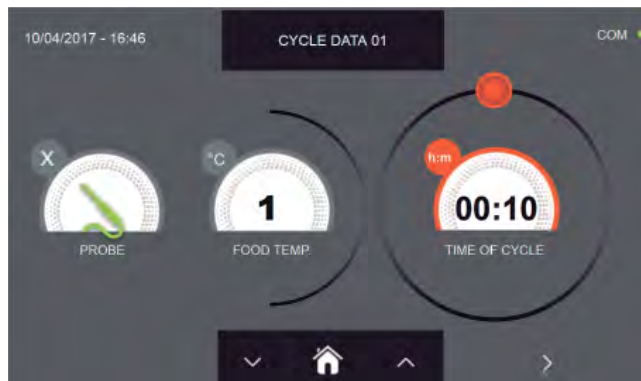 10/04/2017 - 16:46
CYCLE DATA 01
COM
X
PROBE
°C
1
FOOD TEMP.
h:m
00:10
TIME OF CYCLE